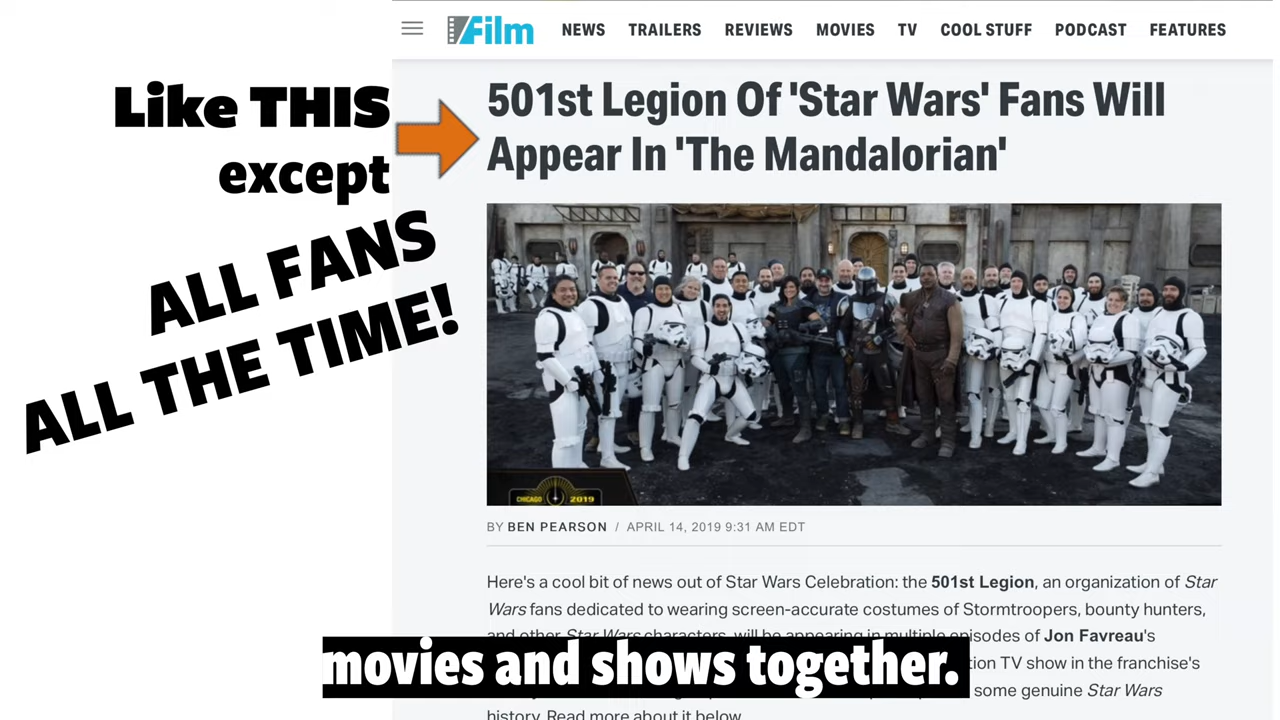 /Film
NEWS TRAILERS REVIEWS MOVIES TV COOL STUFF PODCAST FEATURES
Like THIS
except
ALL FANS
ALL THE TIME!
501st Legion Of 'Star Wars' Fans Will
Appear In 'The Mandalorian'
CHICAGO 2019
BY BEN PEARSON / APRIL 14, 2019 9:31 AM EDT
Here's a cool bit of news out of Star Wars Celebration: the 501st Legion, an organization of Star
Wars fans dedicated to wearing screen-accurate costumes of Stormtroopers, bounty hunters,
and other Star Wars characters, will be appearing in multiple episodes of Jon Favreau's
tion TV show in the franchise's
some genuine Star Wars
history. Read more about it below.
movies and shows together.